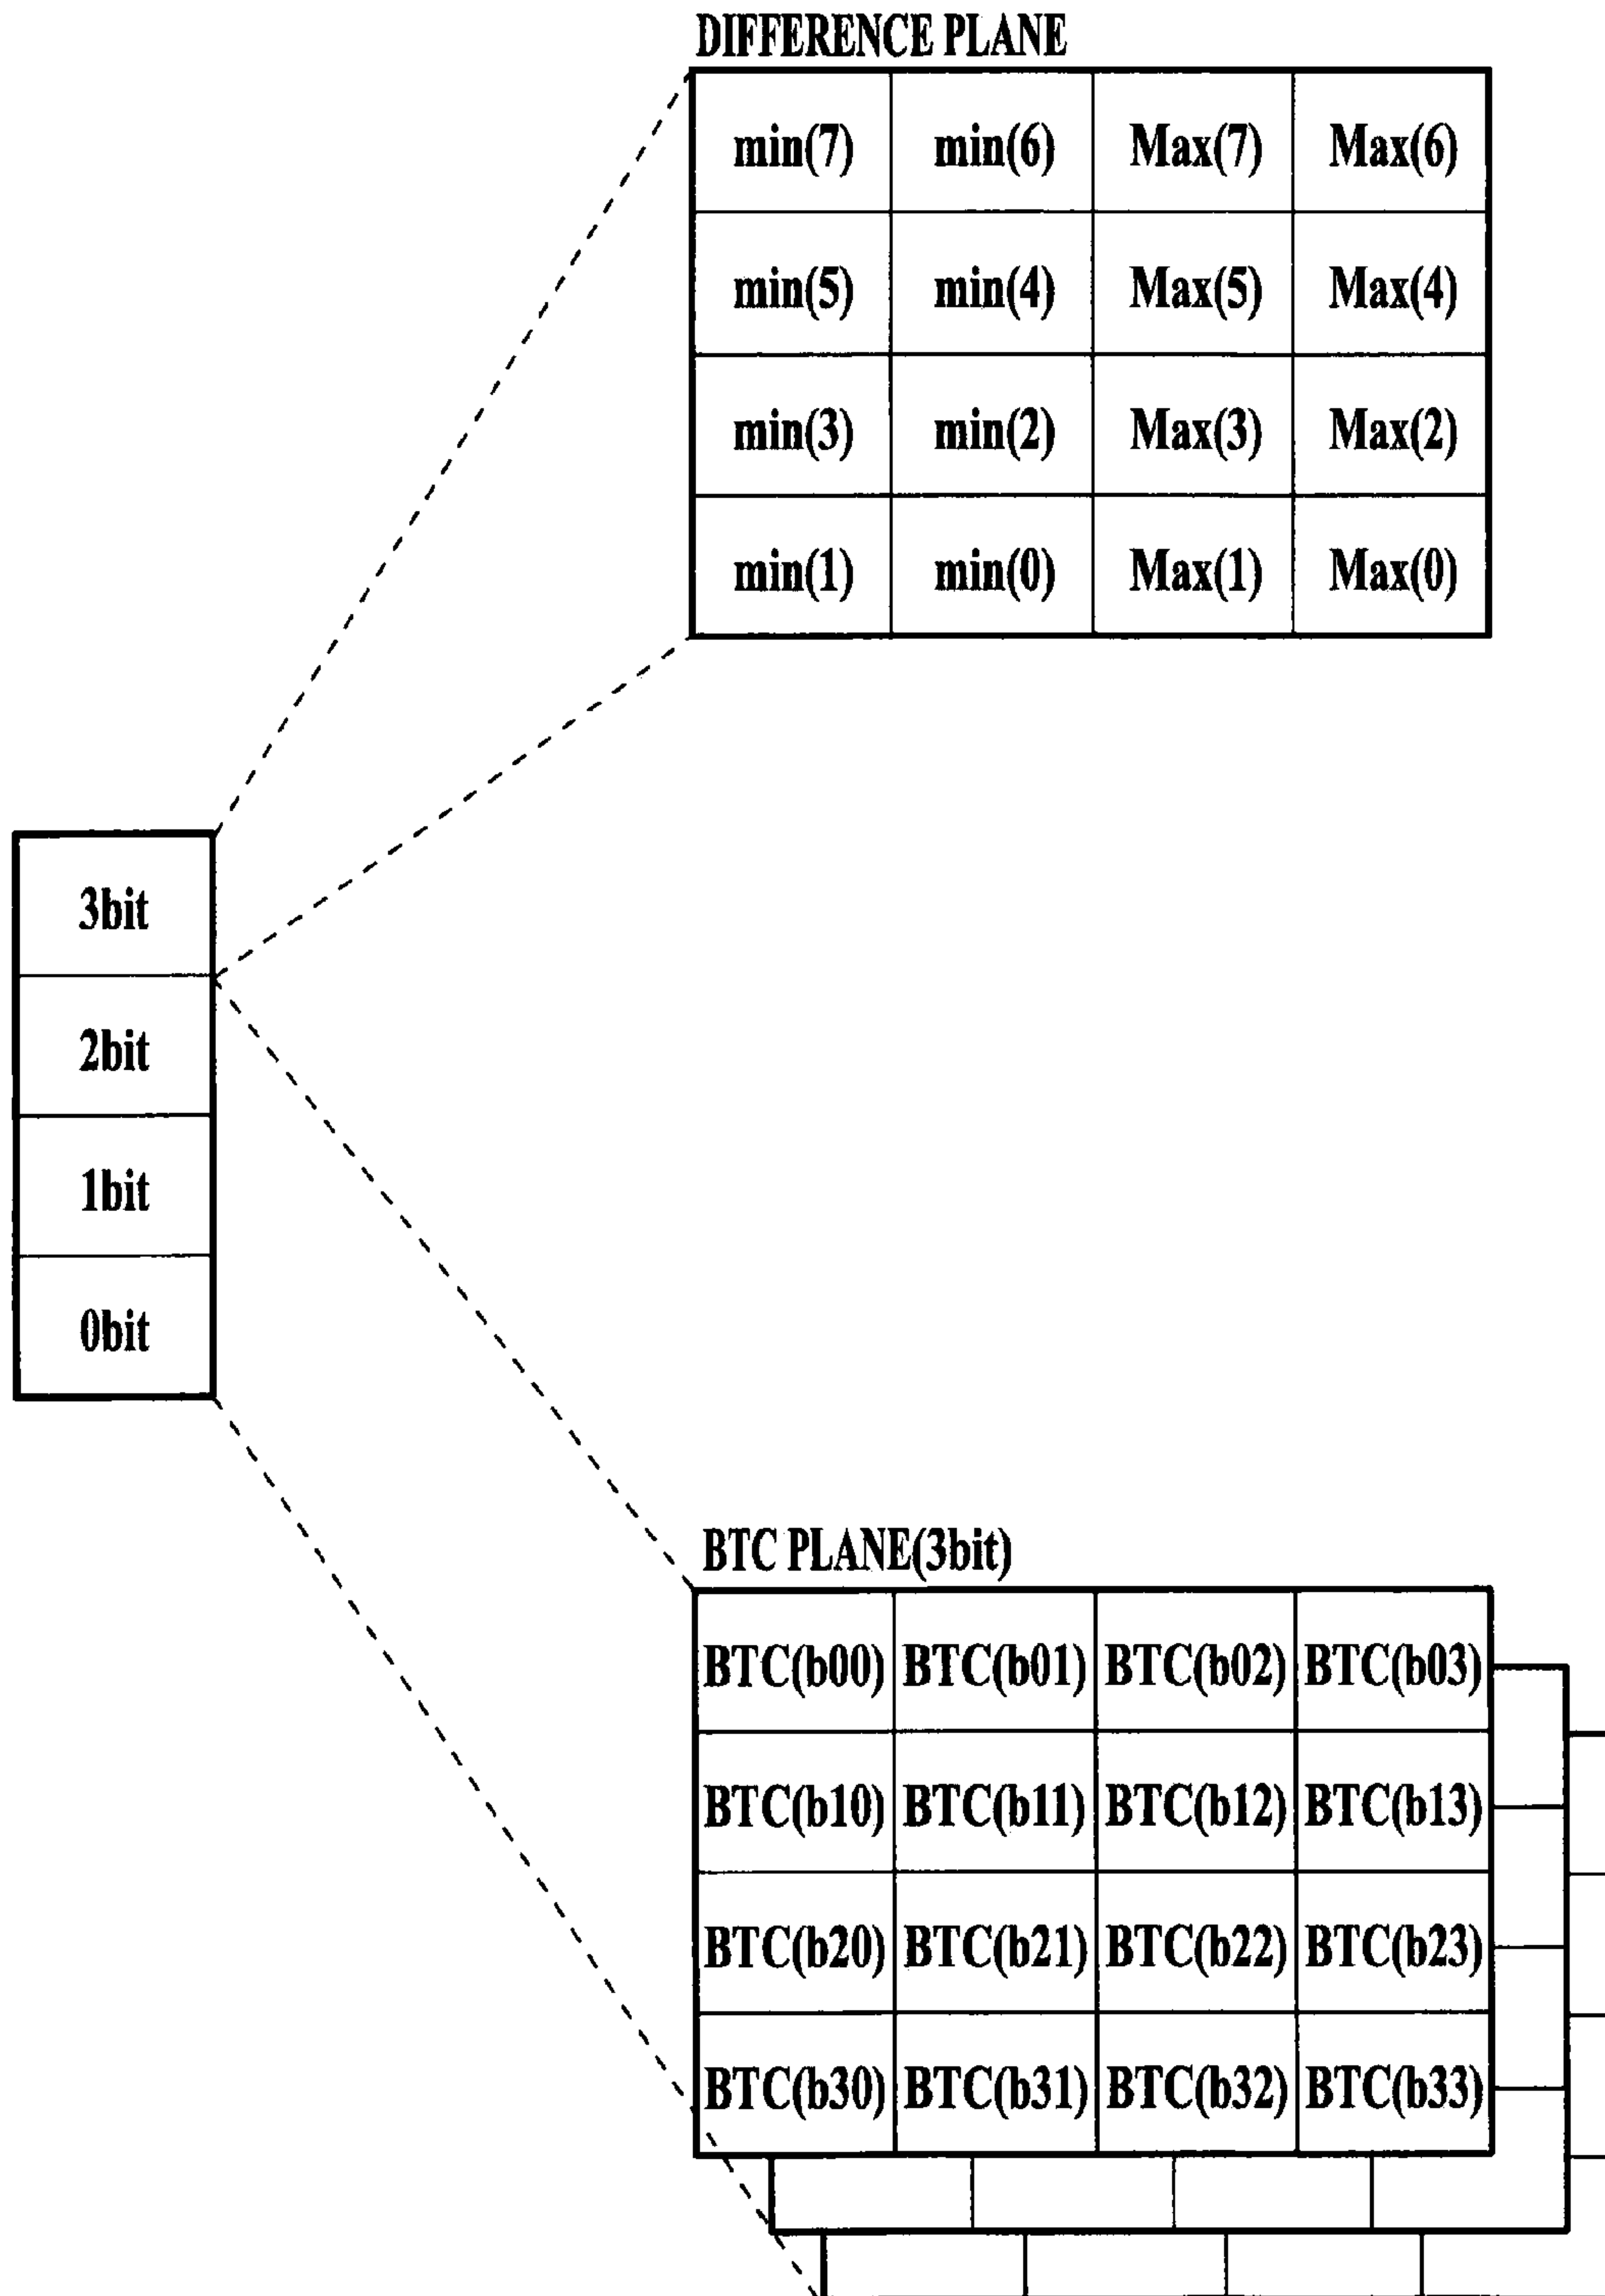 DIFFERENCE PLANE
min(7) min(6) Max(7) Max(6)
min(5) min(4) Max(5) Max(4)
min(3) min(2) Max(3) Max(2)
min(1) min(0) Max(1) Max(0)
3bit
2bit
1bit
0bit
BTC PLANE(3bit)
BTC(b00) BTC(b01) BTC(b02) BTC(b03)
BTC(b10) BTC(b11) BTC(b12) BTC(b13)
BTC(b20) BTC(b21) BTC(b22) BTC(b23)
BTC(b30) BTC(b31) BTC(b32) BTC(b33)